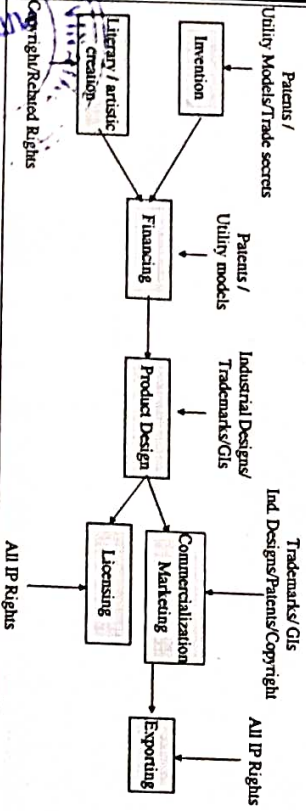 Patents /
Utility Models/Trade secrets
Invention
Literary / artistic
creation
Copyright/Related Rights
Patents /
Utility models
Financing
Industrial Designs/
Trademarks/GIs
Product Design
Trademarks/ GIs
Ind. Designs/Patents/Copyright
Commercialization
Marketing
Licensing
All IP Rights
All IP Rights
Exporting